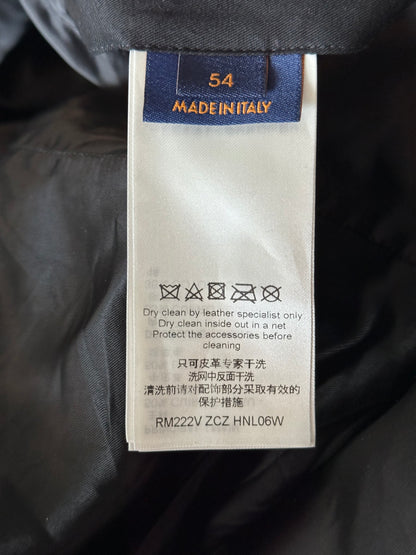 54
MADE IN ITALY
Dry clean by leather specialist only
Dry clean inside out in a net
Protect the accessories before
cleaning
只可皮革专家干洗
洗网中反面干洗
清洗前请对配饰部分采取有效的
保护措施
RM222V ZCZ HNL06W